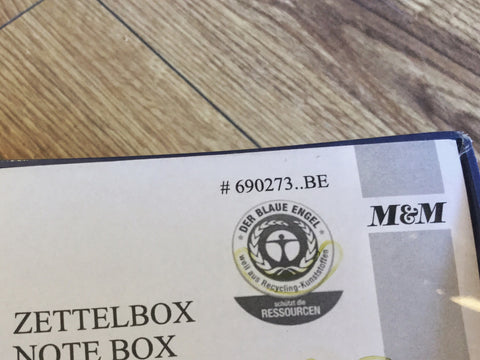 # 690273..BE
M&M
DER BLAUE ENGEL
weil aus Recycling-Kunststoffen
schützt die
RESSOURCEN
ZETTELBOX
NOTE BOX